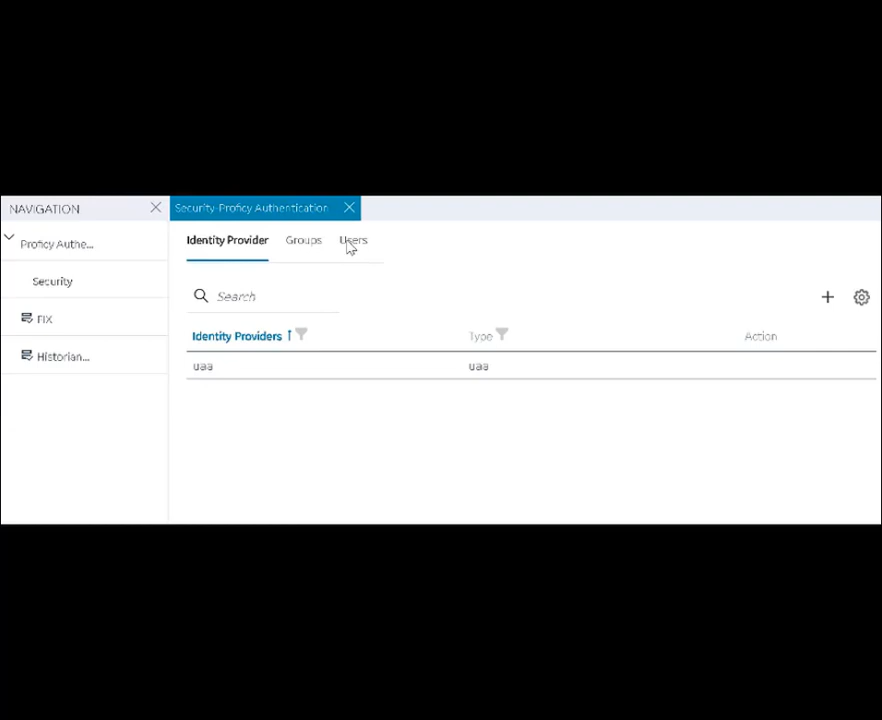 NAVIGATION
Security-Proficy Authentication
Proficy Authe...
Identity Provider Groups Users
Security
Search
FIX
Identity Providers Type Action
Historian...
uaa uaa